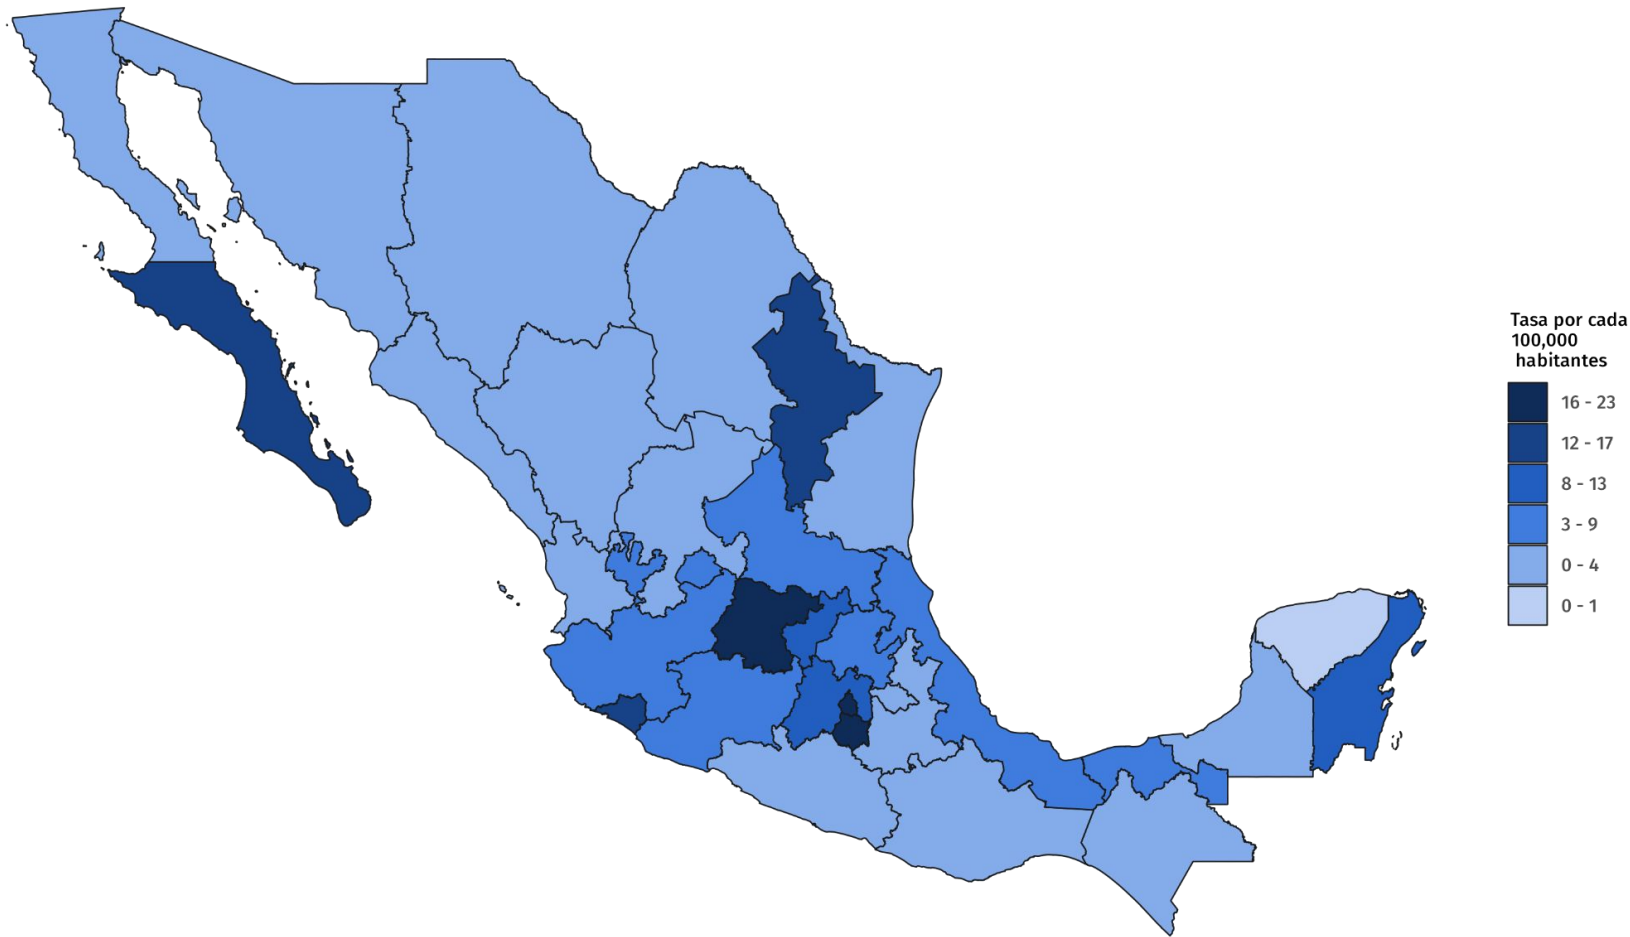 Tasa por cada
100,000
habitantes
16 - 23
12 - 17
8 - 13
3 - 9
0 - 4
0 - 1